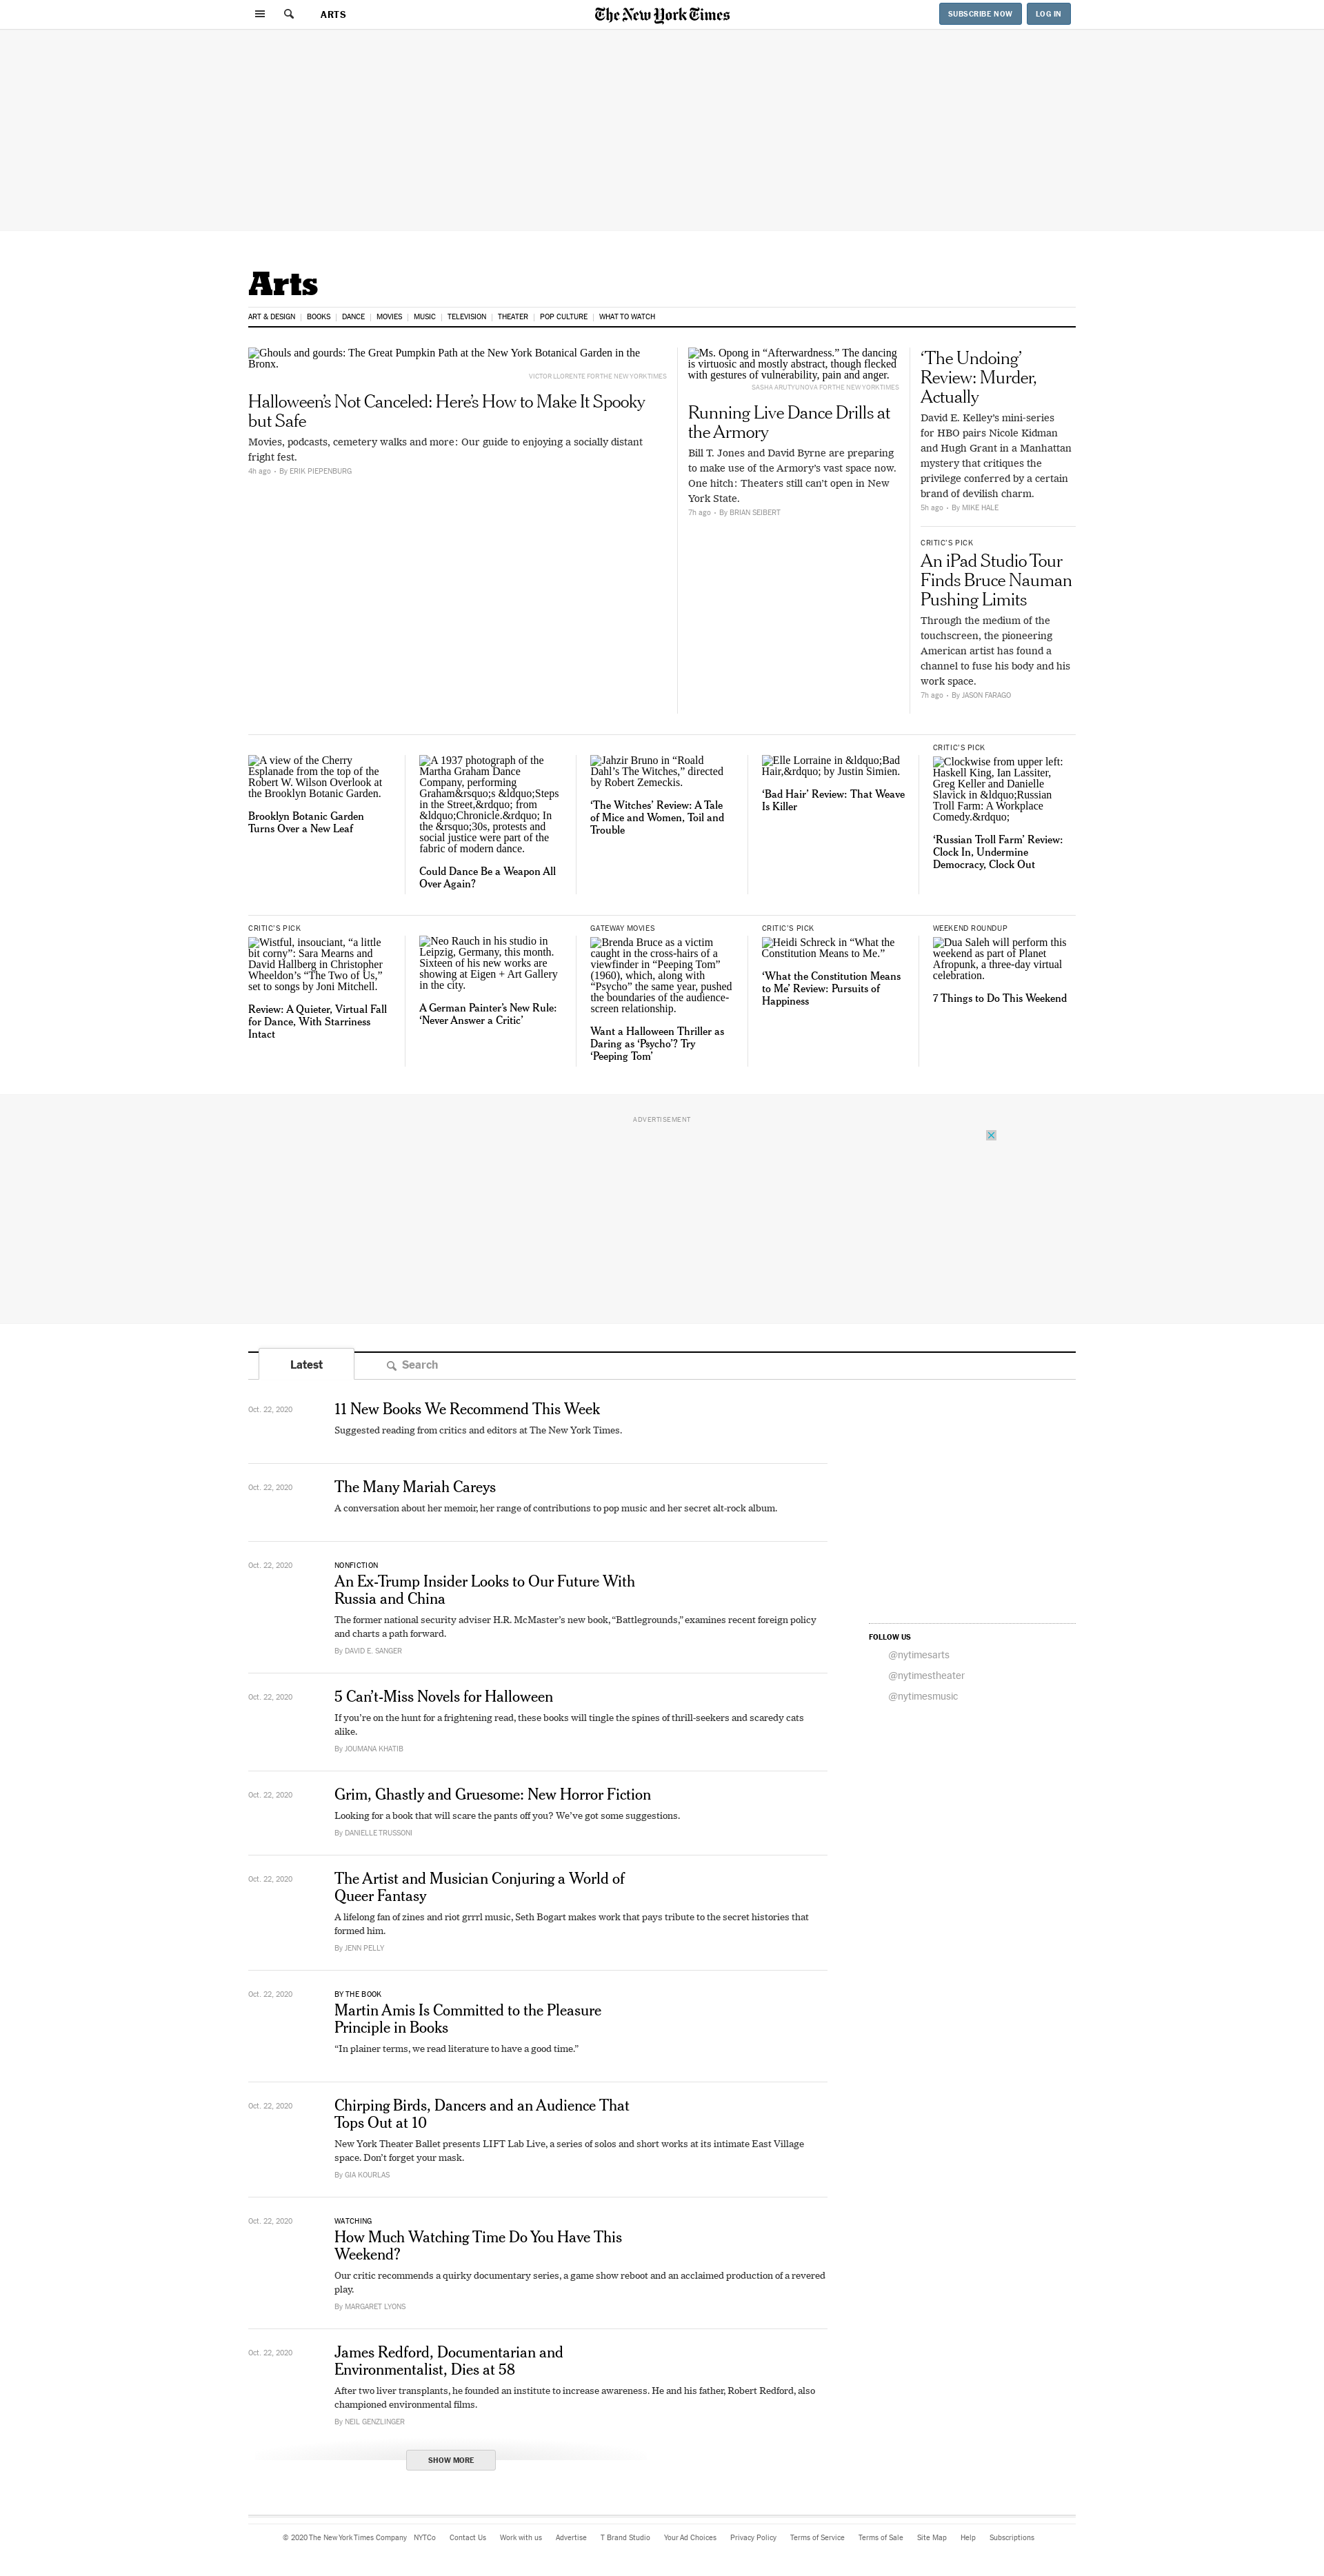 ARTS
The New York Times
SUBSCRIBE NOW
LOG IN
Arts
ART & DESIGN
BOOKS
DANCE
MOVIES
MUSIC
TELEVISION
THEATER
POP CULTURE
WHAT TO WATCH
Ghouls and gourds: The Great Pumpkin Path at the New York Botanical Garden in the
Bronx.
VICTOR LLORENTE FOR THE NEW YORK TIMES
Halloween’s Not Canceled: Here’s How to Make It Spooky
but Safe
Movies, podcasts, cemetery walks and more: Our guide to enjoying a socially distant
fright fest.
4h ago • By ERIK PIEPENBURG
Ms. Opong in “Afterwardness.” The dancing
is virtuosic and mostly abstract, though flecked
with gestures of vulnerability, pain and anger.
SASHA ARUTYUNOVA FOR THE NEW YORK TIMES
Running Live Dance Drills at
the Armory
Bill T. Jones and David Byrne are preparing
to make use of the Armory’s vast space now.
One hitch: Theaters still can’t open in New
York State.
7h ago • By BRIAN SEIBERT
‘The Undoing’
Review: Murder,
Actually
David E. Kelley’s mini-series
for HBO pairs Nicole Kidman
and Hugh Grant in a Manhattan
mystery that critiques the
privilege conferred by a certain
brand of devilish charm.
5h ago • By MIKE HALE
CRITIC’S PICK
An iPad Studio Tour
Finds Bruce Nauman
Pushing Limits
Through the medium of the
touchscreen, the pioneering
American artist has found a
channel to fuse his body and his
work space.
7h ago • By JASON FARAGO
A view of the Cherry
Esplanade from the top of the
Robert W. Wilson Overlook at
the Brooklyn Botanic Garden.
Brooklyn Botanic Garden
Turns Over a New Leaf
A 1937 photograph of the
Martha Graham Dance
Company, performing
Graham&rsquo;s &ldquo;Steps
in the Street,&rdquo; from
&ldquo;Chronicle.&rdquo; In
the &rsquo;30s, protests and
social justice were part of the
fabric of modern dance.
Could Dance Be a Weapon All
Over Again?
Jahzir Bruno in “Roald
Dahl’s The Witches,” directed
by Robert Zemeckis.
‘The Witches’ Review: A Tale
of Mice and Women, Toil and
Trouble
Elle Lorraine in &ldquo;Bad
Hair,&rdquo; by Justin Simien.
‘Bad Hair’ Review: That Weave
Is Killer
CRITIC’S PICK
Clockwise from upper left:
Haskell King, Ian Lassiter,
Greg Keller and Danielle
Slavick in &ldquo;Russian
Troll Farm: A Workplace
Comedy.&rdquo;
‘Russian Troll Farm’ Review:
Clock In, Undermine
Democracy, Clock Out
CRITIC’S PICK
Wistful, insouciant, “a little
bit corny”: Sara Mearns and
David Hallberg in Christopher
Wheeldon’s “The Two of Us,”
set to songs by Joni Mitchell.
Review: A Quieter, Virtual Fall
for Dance, With Starriness
Intact
Neo Rauch in his studio in
Leipzig, Germany, this month.
Sixteen of his new works are
showing at Eigen + Art Gallery
in the city.
A German Painter’s New Rule:
‘Never Answer a Critic’
GATEWAY MOVIES
Brenda Bruce as a victim
caught in the cross-hairs of a
viewfinder in “Peeping Tom”
(1960), which, along with
“Psycho” the same year, pushed
the boundaries of the audience-
screen relationship.
Want a Halloween Thriller as
Daring as ‘Psycho’? Try
‘Peeping Tom’
CRITIC’S PICK
Heidi Schreck in “What the
Constitution Means to Me.”
‘What the Constitution Means
to Me’ Review: Pursuits of
Happiness
WEEKEND ROUNDUP
Dua Saleh will perform this
weekend as part of Planet
Afropunk, a three-day virtual
celebration.
7 Things to Do This Weekend
ADVERTISEMENT
Latest
Search
Oct. 22, 2020
11 New Books We Recommend This Week
Suggested reading from critics and editors at The New York Times.
Oct. 22, 2020
The Many Mariah Careys
A conversation about her memoir, her range of contributions to pop music and her secret alt-rock album.
Oct. 22, 2020
NONFICTION
An Ex-Trump Insider Looks to Our Future With
Russia and China
The former national security adviser H.R. McMaster’s new book, “Battlegrounds,” examines recent foreign policy
and charts a path forward.
By DAVID E. SANGER
Oct. 22, 2020
5 Can’t-Miss Novels for Halloween
If you’re on the hunt for a frightening read, these books will tingle the spines of thrill-seekers and scaredy cats
alike.
By JOUMANA KHATIB
Oct. 22, 2020
Grim, Ghastly and Gruesome: New Horror Fiction
Looking for a book that will scare the pants off you? We’ve got some suggestions.
By DANIELLE TRUSSONI
Oct. 22, 2020
The Artist and Musician Conjuring a World of
Queer Fantasy
A lifelong fan of zines and riot grrrl music, Seth Bogart makes work that pays tribute to the secret histories that
formed him.
By JENN PELLY
Oct. 22, 2020
BY THE BOOK
Martin Amis Is Committed to the Pleasure
Principle in Books
“In plainer terms, we read literature to have a good time.”
Oct. 22, 2020
Chirping Birds, Dancers and an Audience That
Tops Out at 10
New York Theater Ballet presents LIFT Lab Live, a series of solos and short works at its intimate East Village
space. Don’t forget your mask.
By GIA KOURLAS
Oct. 22, 2020
WATCHING
How Much Watching Time Do You Have This
Weekend?
Our critic recommends a quirky documentary series, a game show reboot and an acclaimed production of a revered
play.
By MARGARET LYONS
Oct. 22, 2020
James Redford, Documentarian and
Environmentalist, Dies at 58
After two liver transplants, he founded an institute to increase awareness. He and his father, Robert Redford, also
championed environmental films.
By NEIL GENZLINGER
SHOW MORE
FOLLOW US
@nytimesarts
@nytimestheater
@nytimesmusic
© 2020 The New York Times Company
NYTCo
Contact Us
Work with us
Advertise
T Brand Studio
Your Ad Choices
Privacy Policy
Terms of Service
Terms of Sale
Site Map
Help
Subscriptions